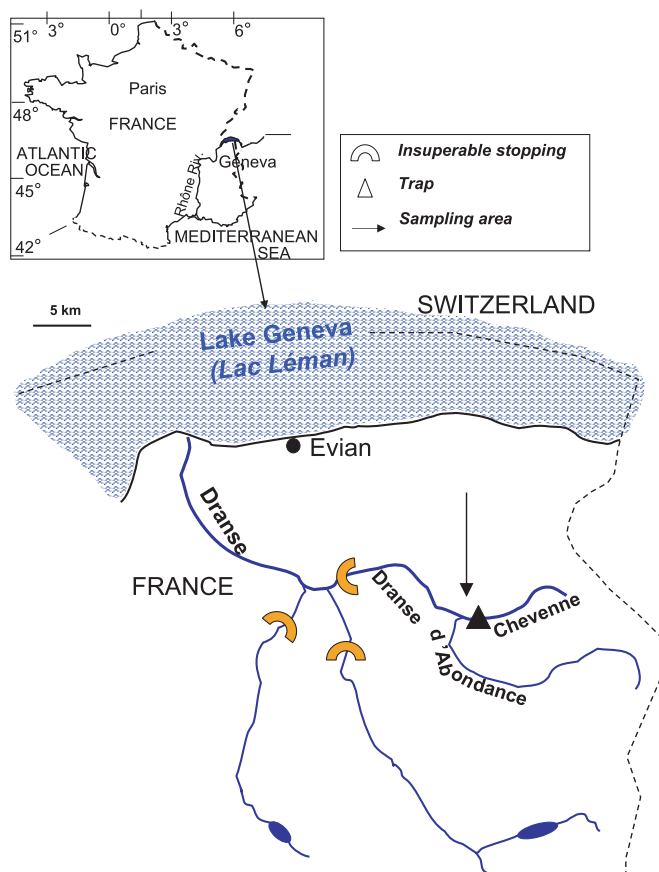 51°
3°
0°
3°
6°
Paris
48°
FRANCE
ATLANTIC
OCEAN
Geneva
Rhône Riv.
45°
MEDITERRANEAN
SEA
42°
Insuperable stopping
Trap
Sampling area
5 km
SWITZERLAND
Lake Geneva
(Lac Léman)
Evian
Dranse
FRANCE
Dranse
d'Abondance
Chevenne